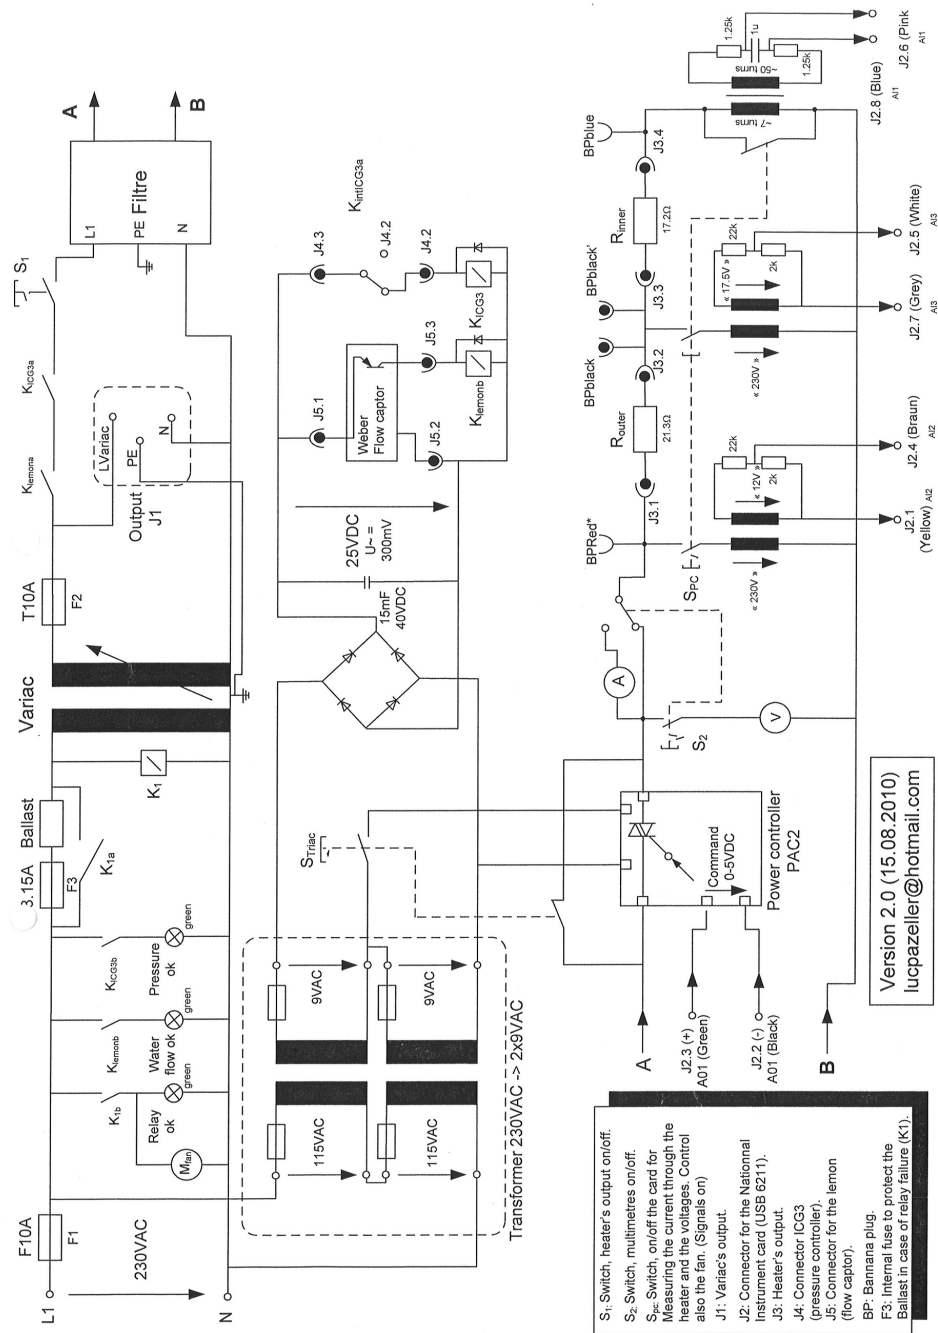 L1
F10A
F1
230VAC
N
Mfan
K1b
Relay
ok
green
Klemonb
Water
flow ok
green
KICG3b
Pressure
ok
green
3.15A
F3
Ballast
K1a
K1
Variac
T10A
F2
Output
J1
LVariac
PE
N
Klemona
KICG3a
S1
L1
PE
N
Filtre
A
B
Transformer 230VAC -> 2x9VAC
115VAC
115VAC
9VAC
9VAC
STriac
15mF
40VDC
25VDC
U~ =
300mV
J5.1
Weber
Flow captor
J5.2
J5.3
Klemonb
KICG3
J4.3
J4.2
J4.2
KintICG3a
A
J2.3 (+)
A01 (Green)
J2.2 (-)
A01 (Black)
B
Command
0-5VDC
Power controller
PAC2
A
S2
V
BPRed*
J3.1
SPC
Router
21.3Ω
J3.2
BPblack
BPblack'
J3.3
Rinner
17.2Ω
J3.4
BPblue
« 230V »
« 12V »
22k
2k
J2.1
(Yellow) AI2
J2.4 (Braun)
AI2
« 230V »
« 17.5V »
22k
2k
J2.7 (Grey)
AI3
J2.5 (White)
AI3
~7 turns
~50 turns
1.25k
1u
1.25k
J2.8 (Blue)
AI1
J2.6 (Pink
AI1
S1: Switch, heater's output on/off.
S2: Switch, multimetres on/off.
Spc: Switch, on/off the card for
Measuring the current through the
heater and the voltages. Control
also the fan. (Signals on)
J1: Variac's output.
J2: Connector for the Nationnal
Instrument card (USB 6211).
J3: Heater's output.
J4: Connector ICG3
(pressure controller).
J5: Connector for the lemon
(flow captor).
BP: Bannana plug.
F3: Internal fuse to protect the
Ballast in case of relay failure (K1).
Version 2.0 (15.08.2010)
lucpazeller@hotmail.com